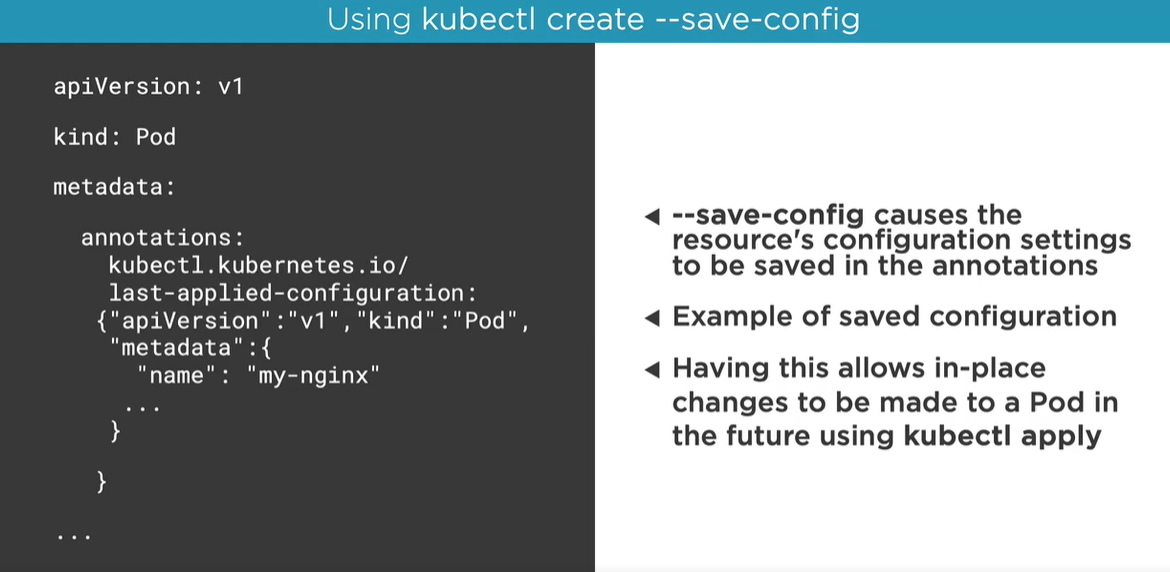 Using kubectl create --save-config
apiVersion: v1
kind: Pod
metadata:
annotations:
kubectl.kubernetes.io/
last-applied-configuration:
{"apiVersion":"v1","kind":"Pod",
"metadata":{
"name": "my-nginx"
...
}
}
...
--save-config causes the
resource's configuration settings
to be saved in the annotations
Example of saved configuration
Having this allows in-place
changes to be made to a Pod in
the future using kubectl apply